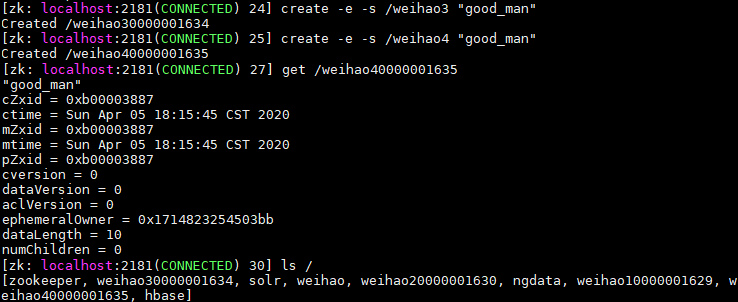 [zk: localhost:2181(CONNECTED) 24] create -e -s /weihao3 "good_man"
Created /weihao30000001634
[zk: localhost:2181(CONNECTED) 25] create -e -s /weihao4 "good_man"
Created /weihao40000001635
[zk: localhost:2181(CONNECTED) 27] get /weihao40000001635
"good_man"
cZxid = 0xb00003887
ctime = Sun Apr 05 18:15:45 CST 2020
mZxid = 0xb00003887
mtime = Sun Apr 05 18:15:45 CST 2020
pZxid = 0xb00003887
cversion = 0
dataVersion = 0
aclVersion = 0
ephemeralOwner = 0x1714823254503bb
dataLength = 10
numChildren = 0
[zk: localhost:2181(CONNECTED) 30] ls /
[zookeeper, weihao30000001634, solr, weihao, weihao20000001630, ngdata, weihao10000001629, w
eihao40000001635, hbase]